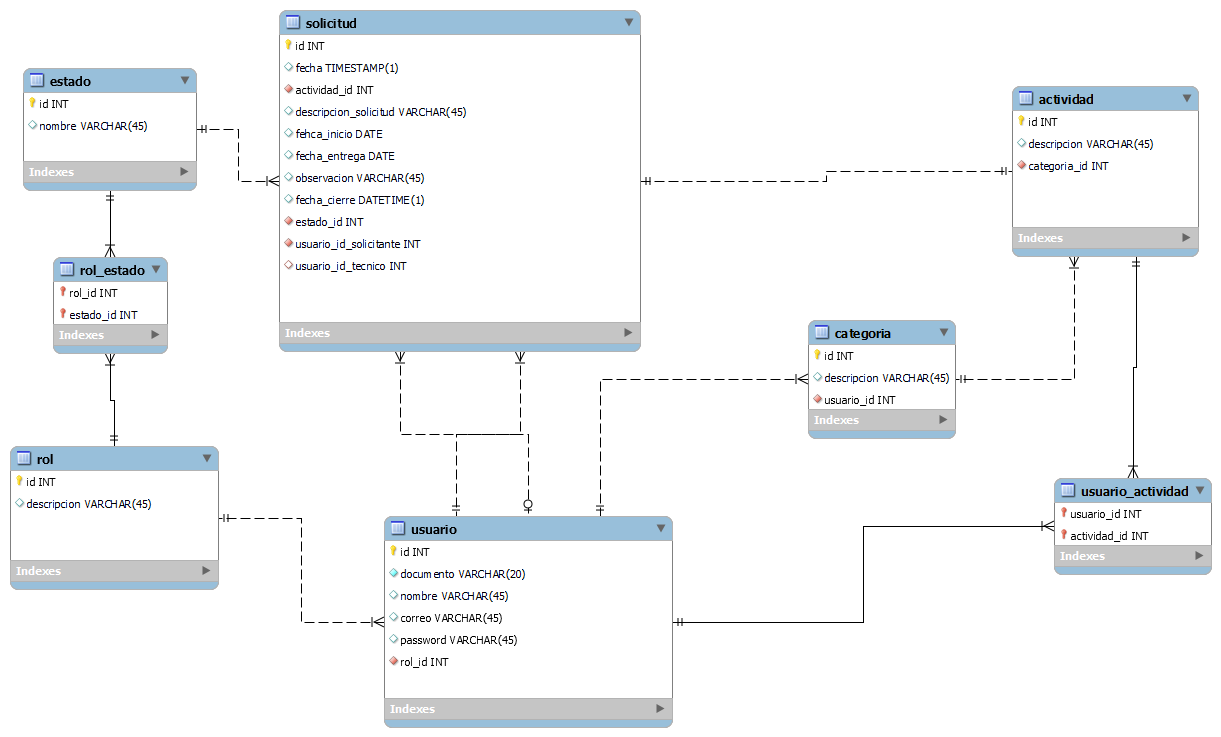 solicitud
id INT
fecha TIMESTAMP(1)
actividad_id INT
descripcion_solicitud VARCHAR(45)
fehca_inicio DATE
fecha_entrega DATE
observacion VARCHAR(45)
fecha_cierre DATETIME(1)
estado_id INT
usuario_id_solicitante INT
usuario_id_tecnico INT
Indexes
estado
id INT
nombre VARCHAR(45)
Indexes
actividad
id INT
descripcion VARCHAR(45)
categoria_id INT
Indexes
rol_estado
rol_id INT
estado_id INT
Indexes
categoria
id INT
descripcion VARCHAR(45)
usuario_id INT
Indexes
rol
id INT
descripcion VARCHAR(45)
Indexes
usuario_actividad
usuario_id INT
actividad_id INT
Indexes
usuario
id INT
documento VARCHAR(20)
nombre VARCHAR(45)
correo VARCHAR(45)
password VARCHAR(45)
rol_id INT
Indexes